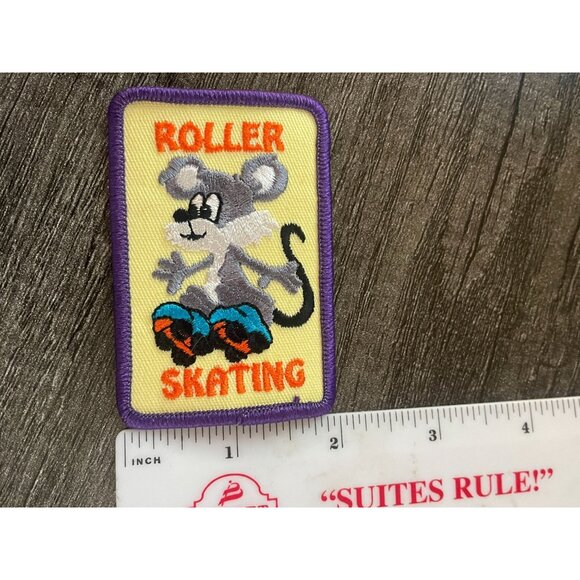 ROLLER
SKATING
1 2 3 4
INCH
"SUITES RULE!"